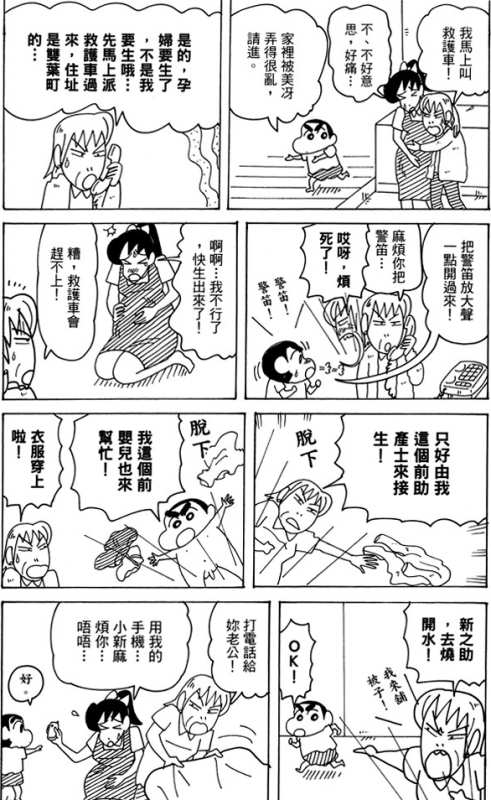 我馬上叫
救護車！
不、不好意
思，好痛…
家裡被美冴
弄得很亂，
請進。
是的，孕
婦要生了
，不是我
要生哦…
先馬上派
救護車過
來，住址
是雙葉町
的…
把警笛放大聲
一點開過來！
麻煩你把
警笛…
哎呀，煩
死了！
警笛！
警笛！
啊啊…我不行了
，快生出來了！
糟，救護車會
趕不上！
只好由我
這個前助
產士來接
生！
脫下
我這個前
嬰兒也來
幫忙！
脫下
衣服穿上
啦！
新之助
，去燒
開水！
我來鋪
被子！
OK！
打電話給
妳老公！
用我的
手機…
小新麻
煩你…
唔唔…
好。